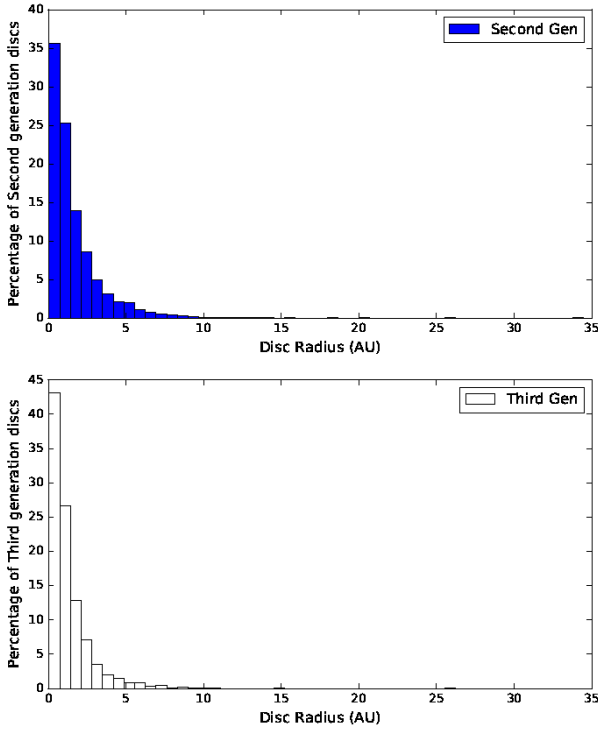 40
35
30
25
20
15
10
5
0
Percentage of Second generation discs
Second Gen
0 5 10 15 20 25 30 35
Disc Radius (AU)
45
40
35
30
25
20
15
10
5
0
Percentage of Third generation discs
Third Gen
0 5 10 15 20 25 30 35
Disc Radius (AU)